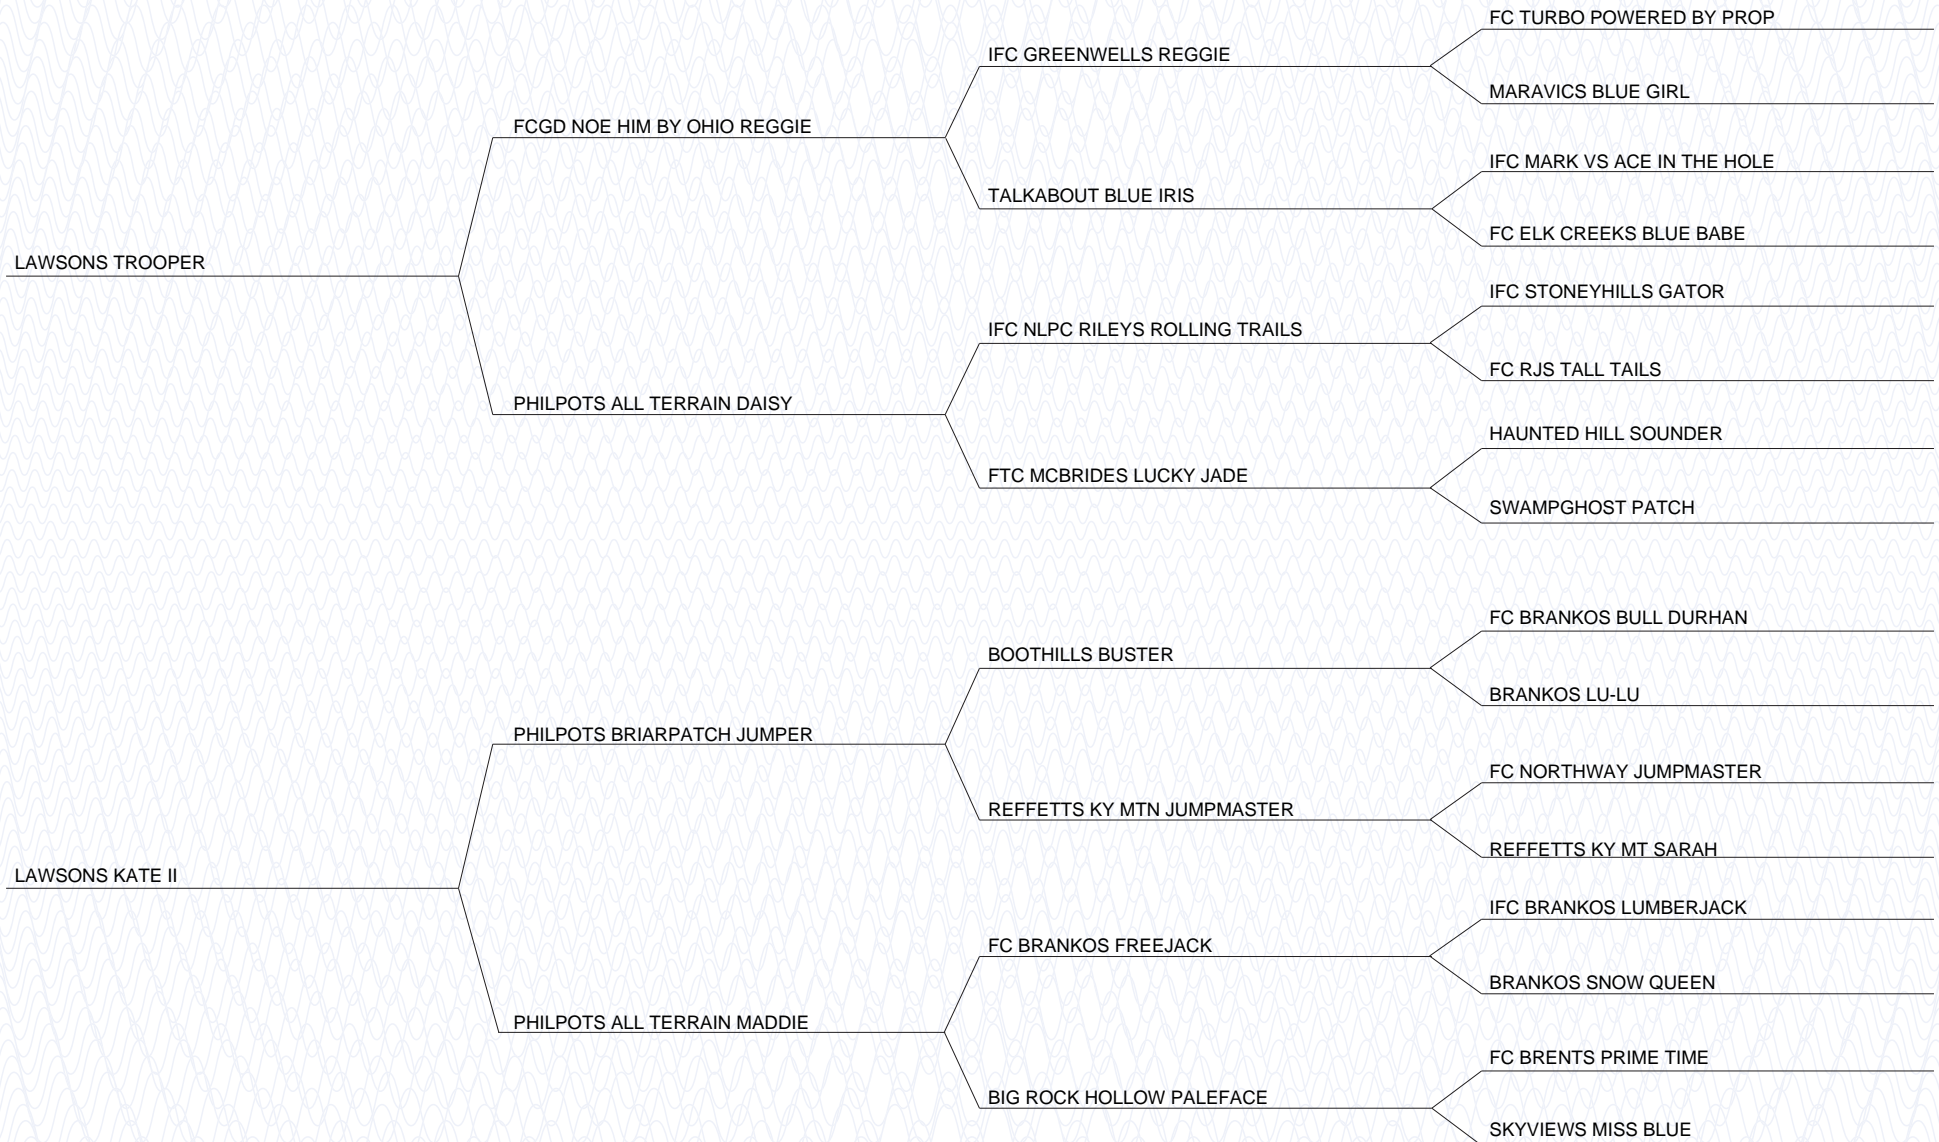 FC TURBO POWERED BY PROP
IFC GREENWELLS REGGIE
MARAVICS BLUE GIRL
FCGD NOE HIM BY OHIO REGGIE
IFC MARK VS ACE IN THE HOLE
TALKABOUT BLUE IRIS
FC ELK CREEKS BLUE BABE
LAWSONS TROOPER
IFC STONEYHILLS GATOR
IFC NLPC RILEYS ROLLING TRAILS
FC RJS TALL TAILS
PHILPOTS ALL TERRAIN DAISY
HAUNTED HILL SOUNDER
FTC MCBRIDES LUCKY JADE
SWAMPGHOST PATCH
FC BRANKOS BULL DURHAN
BOOTHILLS BUSTER
BRANKOS LU-LU
PHILPOTS BRIARPATCH JUMPER
FC NORTHWAY JUMPMASTER
REFFETTS KY MTN JUMPMASTER
REFFETTS KY MT SARAH
LAWSONS KATE II
IFC BRANKOS LUMBERJACK
FC BRANKOS FREEJACK
BRANKOS SNOW QUEEN
PHILPOTS ALL TERRAIN MADDIE
FC BRENTS PRIME TIME
BIG ROCK HOLLOW PALEFACE
SKYVIEWS MISS BLUE